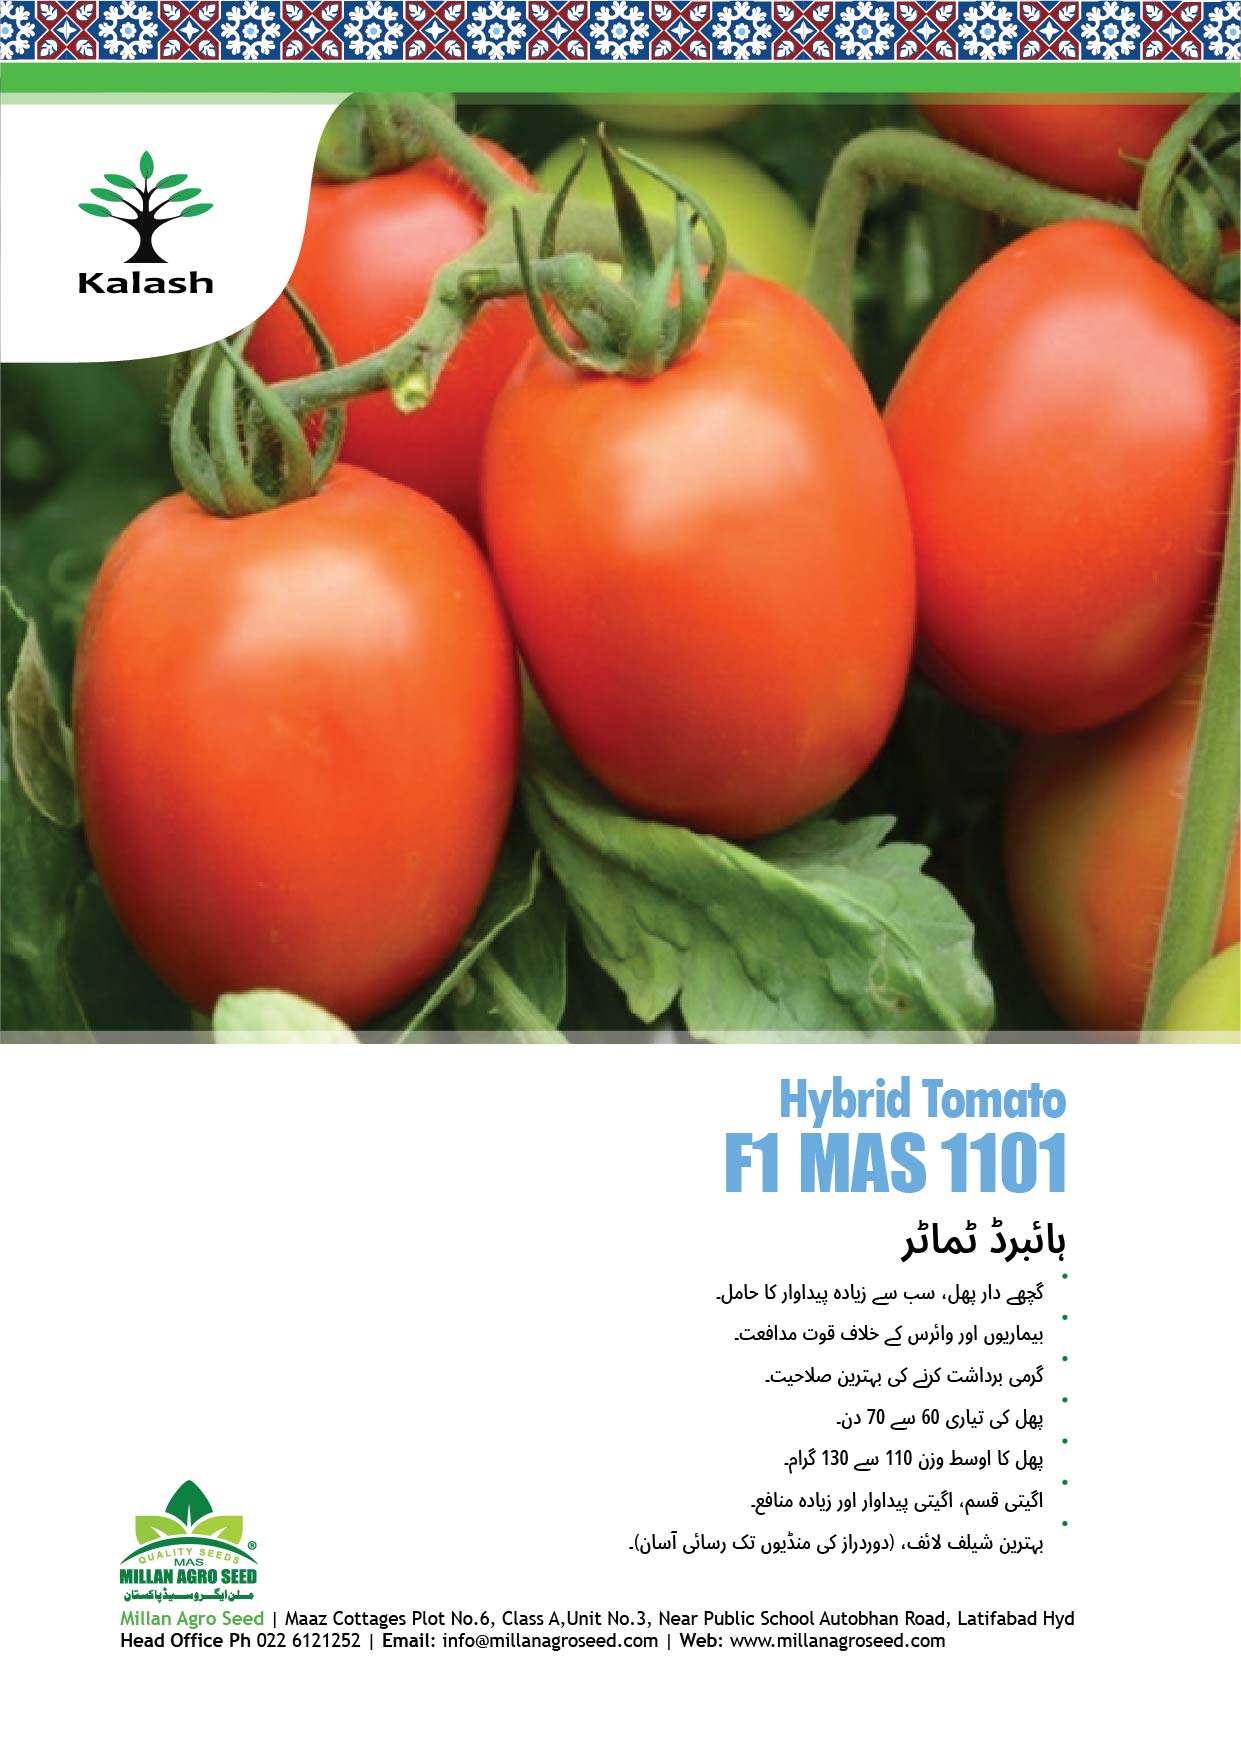 Kalash
Hybrid Tomato
F1 MAS 1101
ہائبرڈ ٹماٹر
گچھے دار پھل، سب سے زیادہ پیداوار کا حامل۔
بیماریوں اور وائرس کے خلاف قوت مدافعت۔
گرمی برداشت کرنے کی بہترین صلاحیت۔
پھل کی تیاری 60 سے 70 دن۔
پھل کا اوسط وزن 110 سے 130 گرام۔
اگیتی قسم، اگیتی پیداوار اور زیادہ منافع۔
بہترین شیلف لائف، (دوردراز کی منڈیوں تک رسائی آسان)۔
QUALITY SEEDS ®
MAS
MILLAN AGRO SEED
ملن ایگرو سیڈ پاکستان
Millan Agro Seed | Maaz Cottages Plot No.6, Class A,Unit No.3, Near Public School Autobhan Road, Latifabad Hyd
Head Office Ph 022 6121252 | Email: info@millanagroseed.com | Web: www.millanagroseed.com